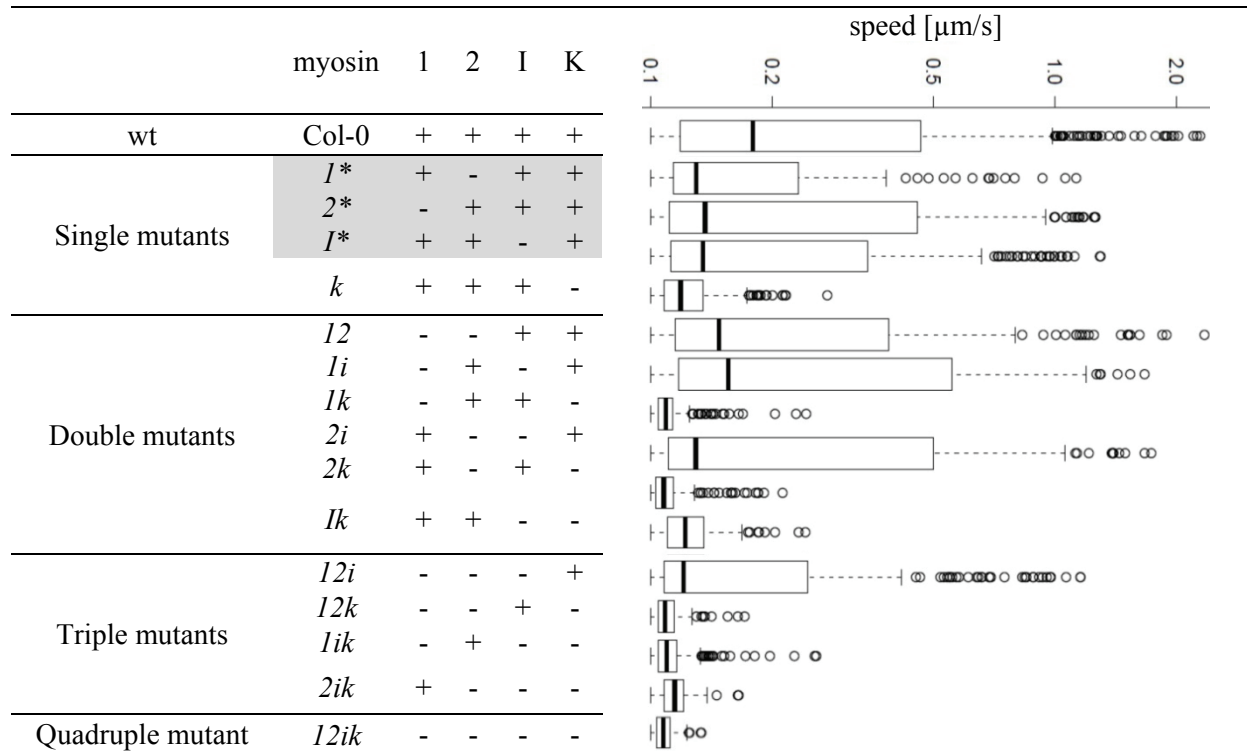 speed [µm/s]
myosin 1 2 I K
0.1 0.2 0.5 1.0 2.0
wt Col-0 + + + +
1* + - + +
2* - + + +
Single mutants
I* + + - +
k + + + -
12 - - + +
1i - + - +
1k - + + -
Double mutants
2i + - - +
2k + - + -
Ik + + - -
12i - - - +
12k - - + -
Triple mutants
1ik - + - -
2ik + - - -
Quadruple mutant 12ik - - - -